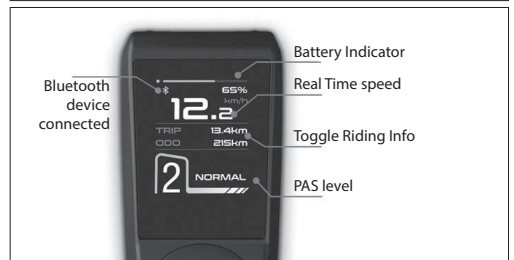 Battery Indicator
Real Time speed
Bluetooth
device
connected
65%
km/h
12.2
TRIP 13.4km
ODO 215km
Toggle Riding Info
2 NORMAL
PAS level